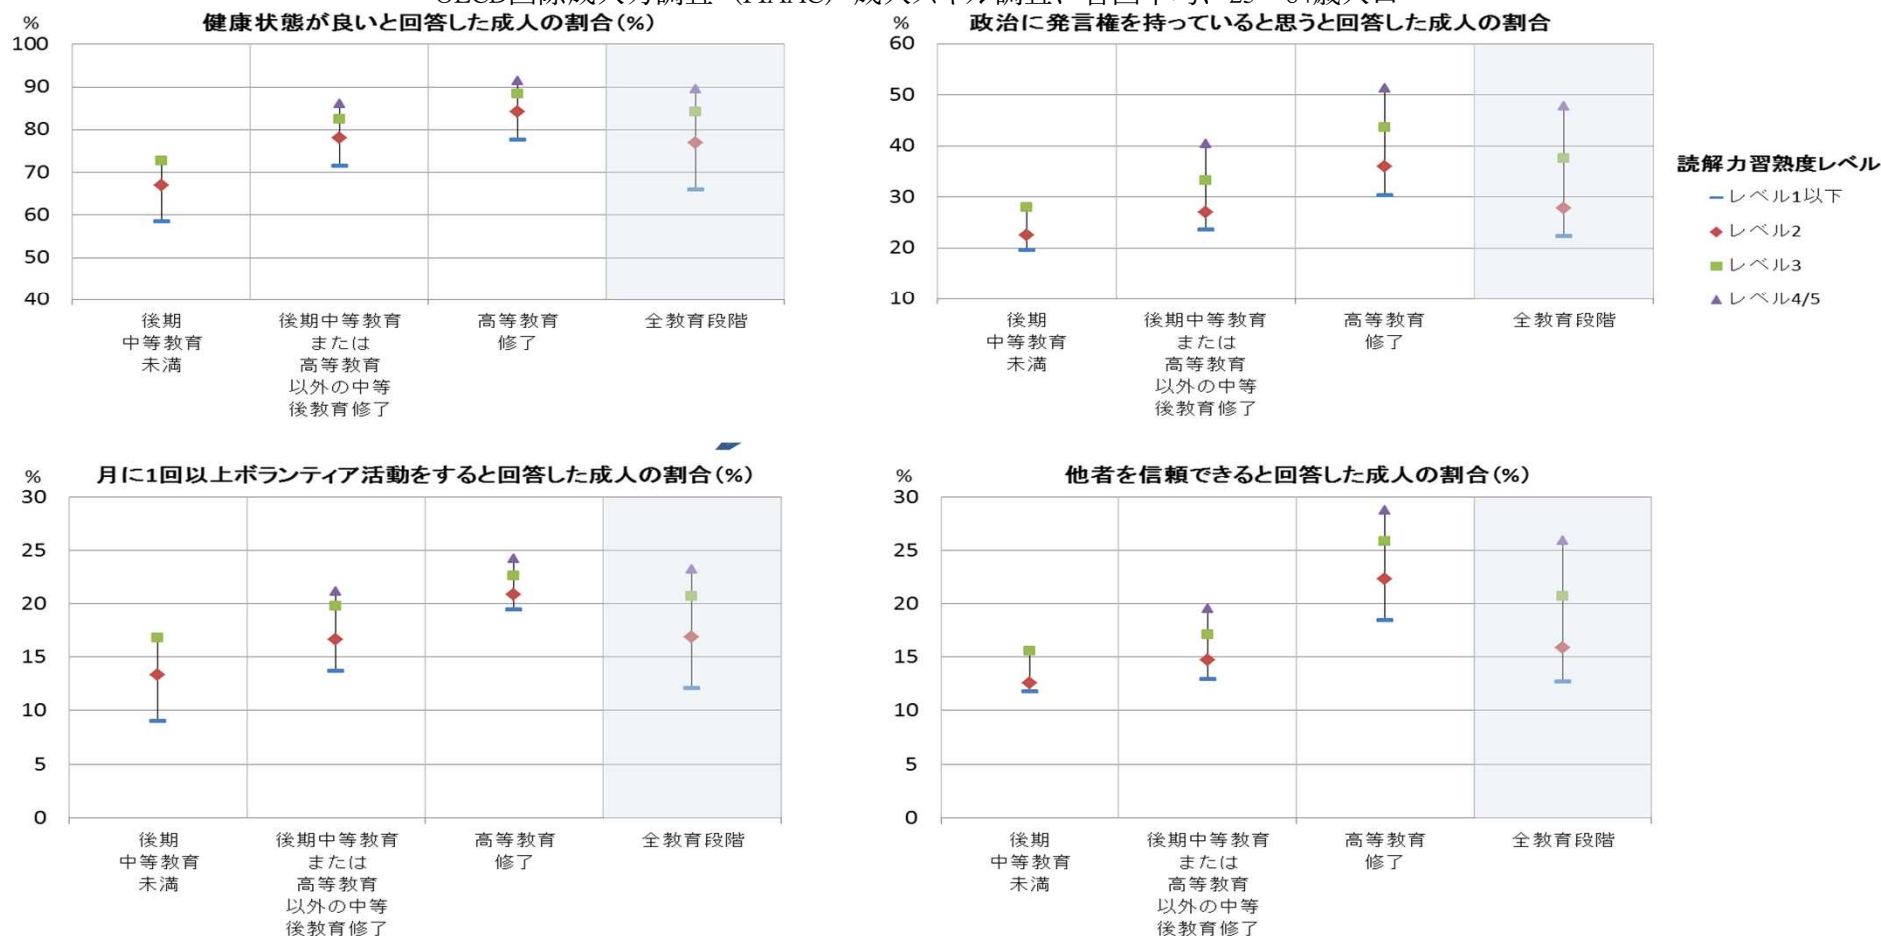 健康状態が良いと回答した成人の割合(%)
%
100
90
80
70
60
50
40
後期
中等教育
未満
後期中等教育
または
高等教育
以外の中等
後教育修了
高等教育
修了
全教育段階
政治に発言権を持っていると思うと回答した成人の割合
%
60
50
40
30
20
10
後期
中等教育
未満
後期中等教育
または
高等教育
以外の中等
後教育修了
高等教育
修了
全教育段階
読解力習熟度レベル
レベル1以下
レベル2
レベル3
レベル4/5
月に1回以上ボランティア活動をすると回答した成人の割合(%)
%
30
25
20
15
10
5
0
後期
中等教育
未満
後期中等教育
または
高等教育
以外の中等
後教育修了
高等教育
修了
全教育段階
他者を信頼できると回答した成人の割合(%)
%
30
25
20
15
10
5
0
後期
中等教育
未満
後期中等教育
または
高等教育
以外の中等
後教育修了
高等教育
修了
全教育段階